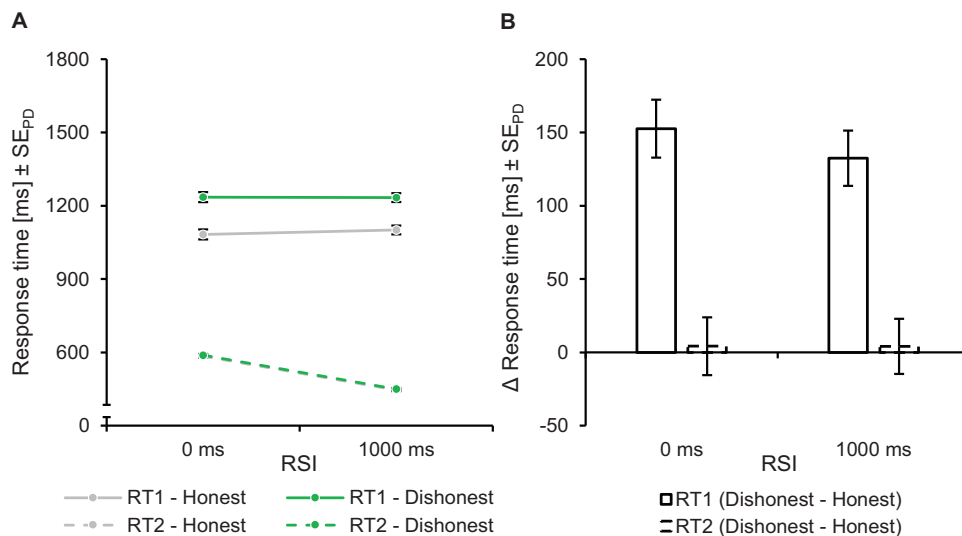 A
Response time [ms] ± SE_PD
1800
1500
1200
900
600
0
0 ms
1000 ms
RSI
RT1 - Honest
RT1 - Dishonest
RT2 - Honest
RT2 - Dishonest
B
Δ Response time [ms] ± SE_PD
200
150
100
50
0
-50
0 ms
1000 ms
RSI
RT1 (Dishonest - Honest)
RT2 (Dishonest - Honest)